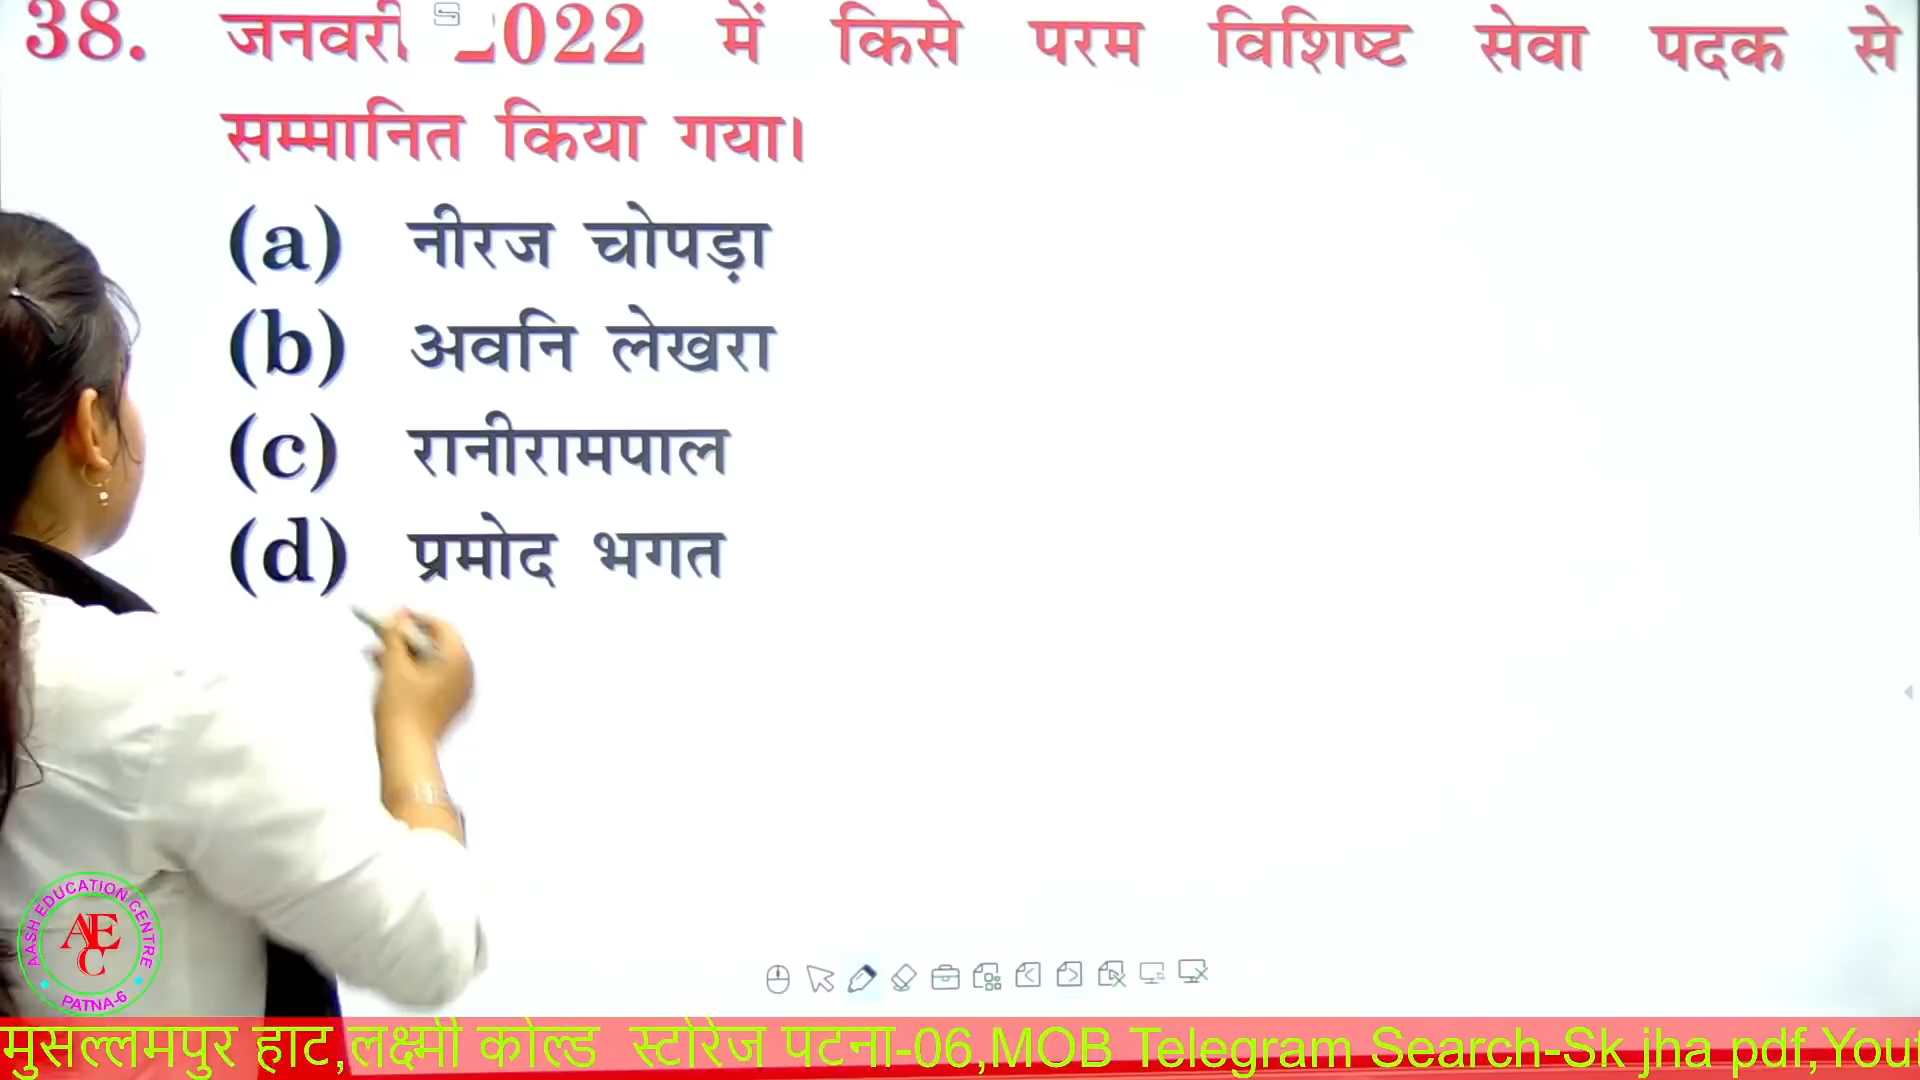 38. जनवरी 2022 में किसे परम विशिष्ट सेवा पदक से
सम्मानित किया गया।
(a) नीरज चोपड़ा
(b) अवनि लेखरा
(c) रानीरामपाल
(d) प्रमोद भगत
AASH EDUCATION CENTRE
AEC
PATNA-6
मुसल्लमपुर हाट,लक्ष्मी कोल्ड स्टोरेज पटना-06,MOB Telegram Search-Sk jha pdf,You